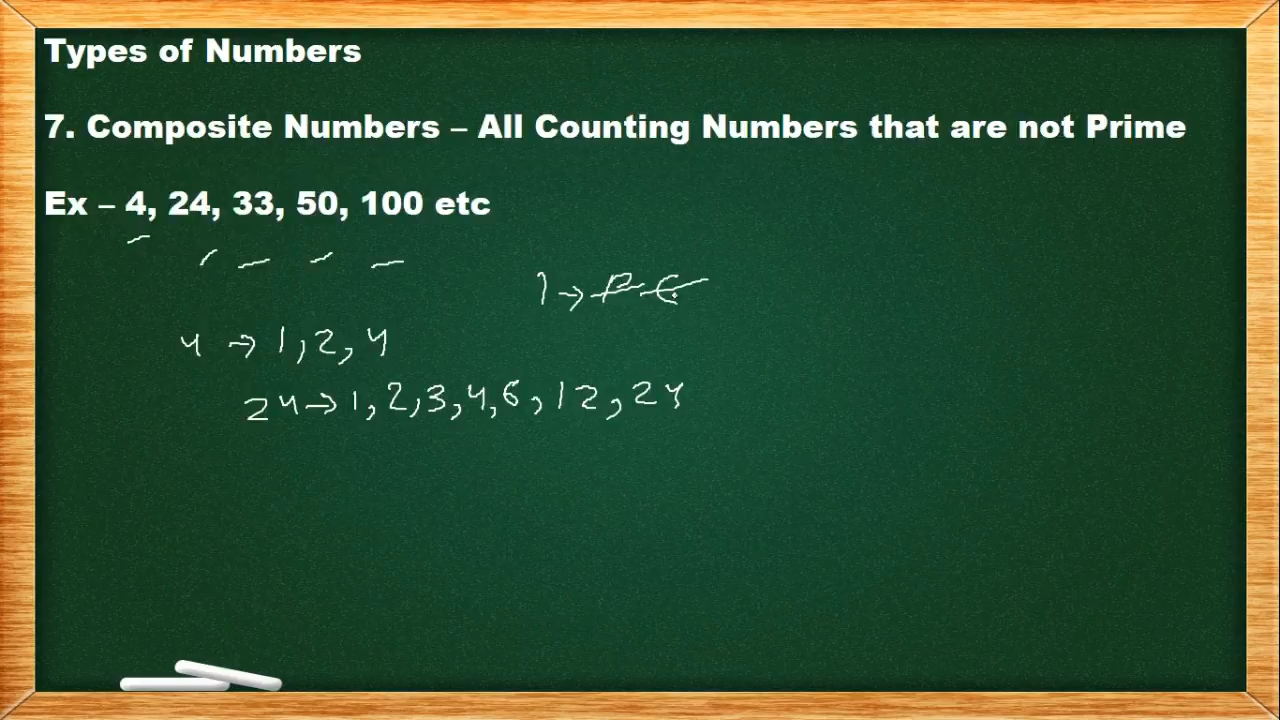 Types of Numbers
7. Composite Numbers – All Counting Numbers that are not Prime
Ex – 4, 24, 33, 50, 100 etc
1 → P C
4 → 1, 2, 4
24 → 1, 2, 3, 4, 6, 12, 24